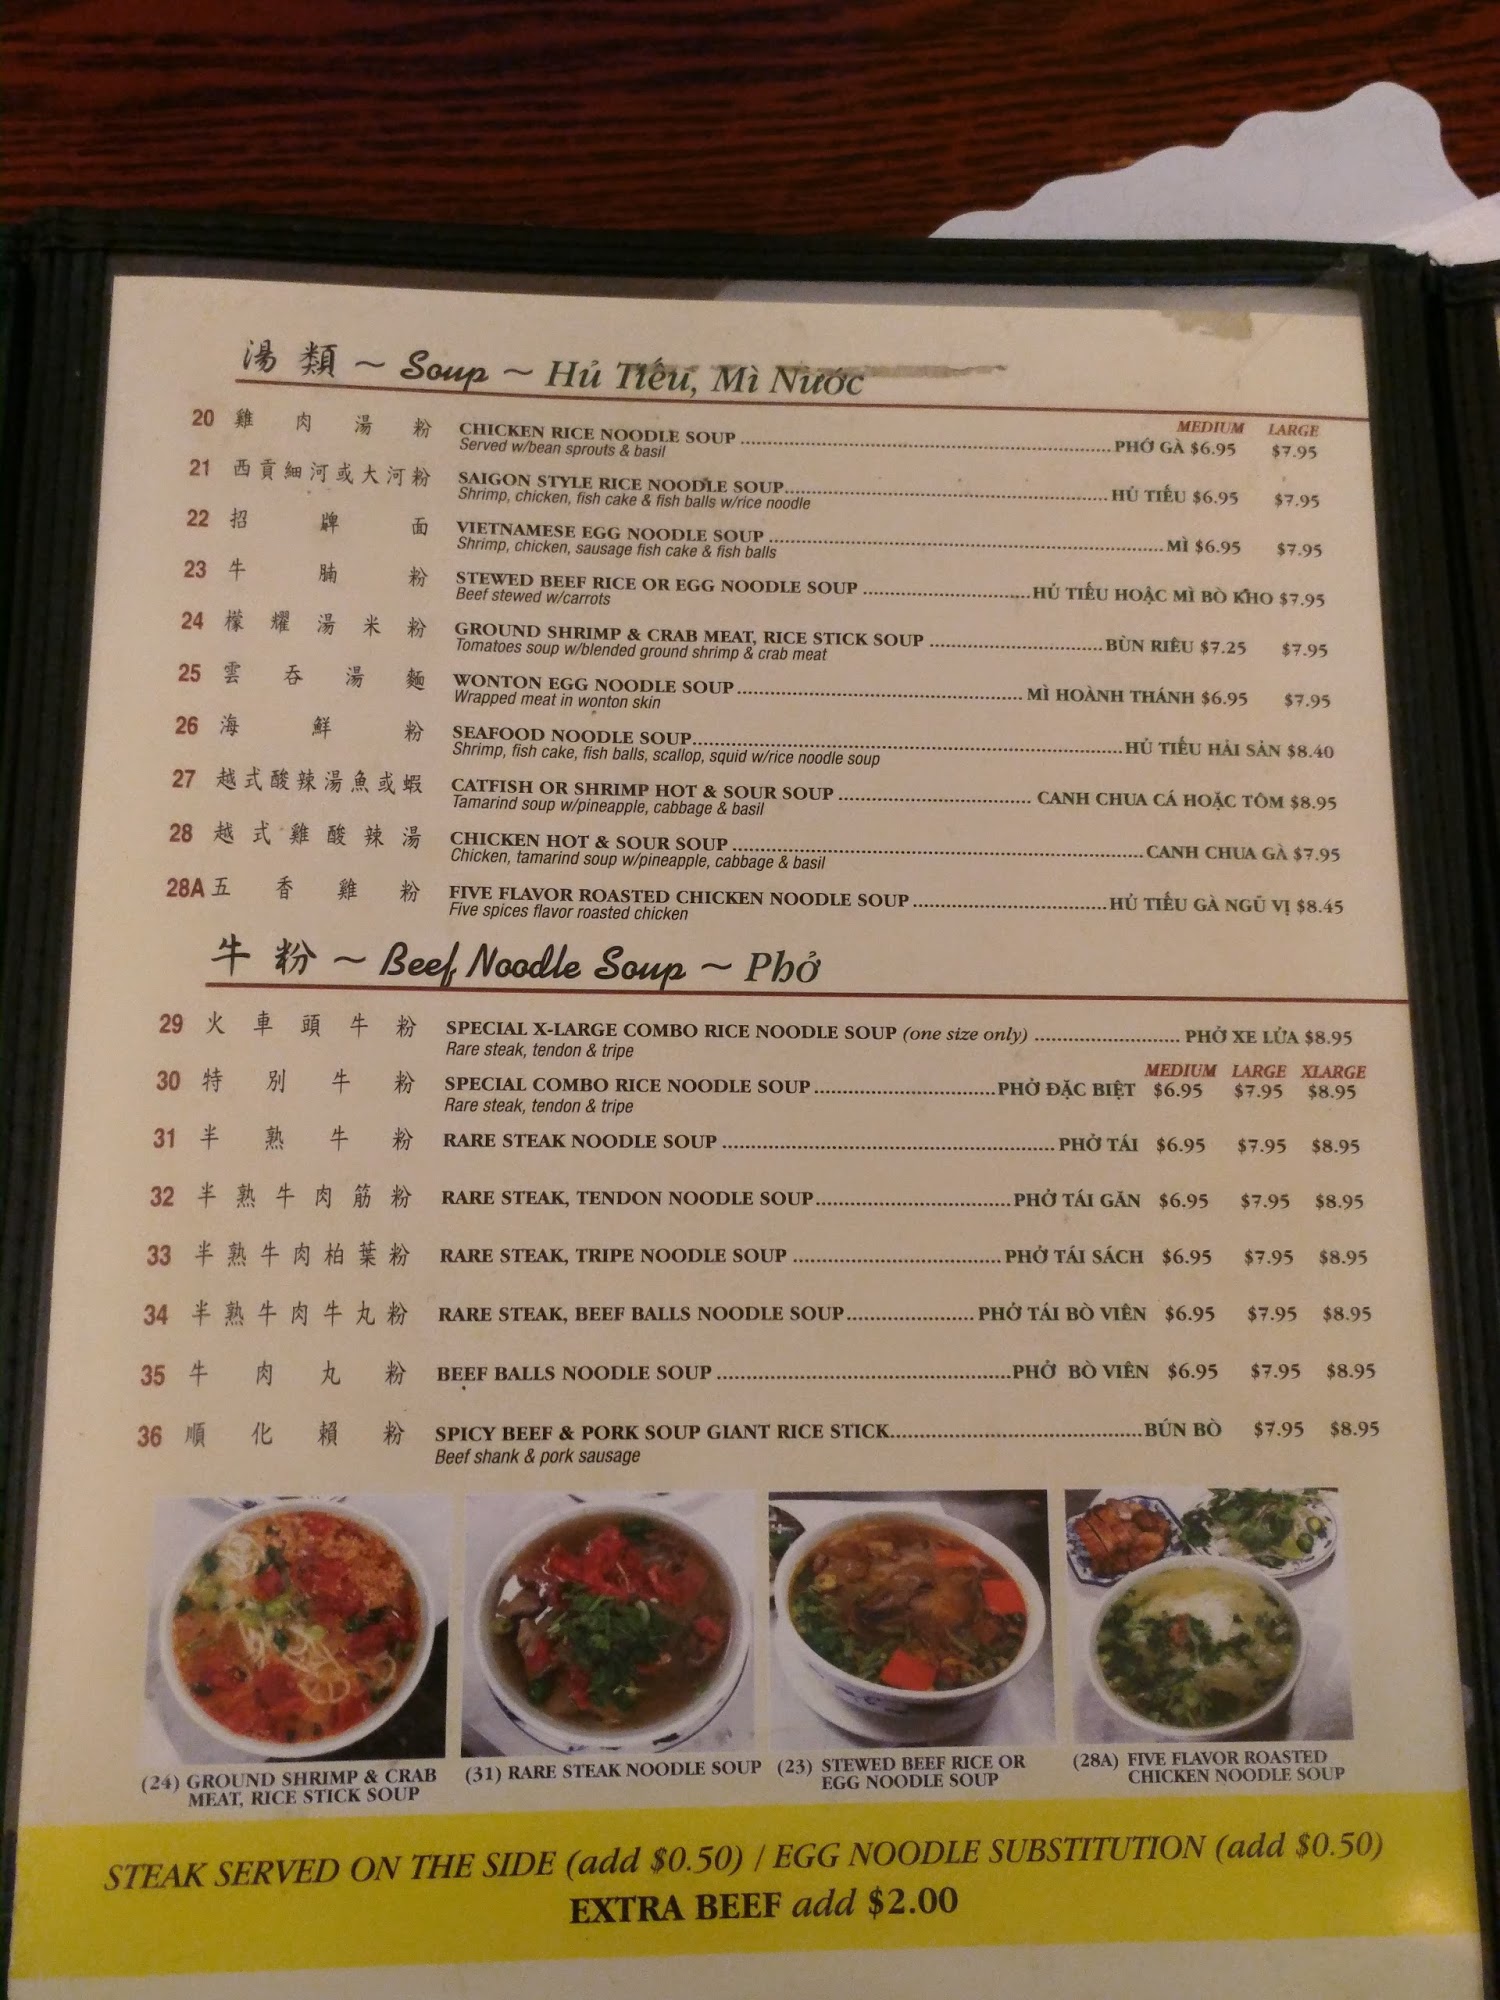 湯 類 ~ Soup ~ Hủ Tiếu, Mì Nước
MEDIUM LARGE
20 雞 肉 湯 粉 CHICKEN RICE NOODLE SOUP ..... PHỞ GÀ $6.95 $7.95
Served w/bean sprouts & basil
21 西貢細河或大河粉 SAIGON STYLE RICE NOODLE SOUP..... HỦ TIẾU $6.95 $7.95
Shrimp, chicken, fish cake & fish balls w/rice noodle
22 招 牌 面 VIETNAMESE EGG NOODLE SOUP ..... MÌ $6.95 $7.95
Shrimp, chicken, sausage fish cake & fish balls
23 牛 腩 粉 STEWED BEEF RICE OR EGG NOODLE SOUP ..... HỦ TIẾU HOẶC MÌ BÒ KHO $7.95
Beef stewed w/carrots
24 檬 耀 湯 米 粉 GROUND SHRIMP & CRAB MEAT, RICE STICK SOUP ..... BÙN RIÊU $7.25 $7.95
Tomatoes soup w/blended ground shrimp & crab meat
25 雲 吞 湯 麵 WONTON EGG NOODLE SOUP ..... MÌ HOÀNH THÁNH $6.95 $7.95
Wrapped meat in wonton skin
26 海 鮮 粉 SEAFOOD NOODLE SOUP..... HỦ TIẾU HẢI SẢN $8.40
Shrimp, fish cake, fish balls, scallop, squid w/rice noodle soup
27 越式酸辣湯魚或蝦 CATFISH OR SHRIMP HOT & SOUR SOUP ..... CANH CHUA CÁ HOẶC TÔM $8.95
Tamarind soup w/pineapple, cabbage & basil
28 越 式 雞 酸 辣 湯 CHICKEN HOT & SOUR SOUP ..... CANH CHUA GÀ $7.95
Chicken, tamarind soup w/pineapple, cabbage & basil
28A 五 香 雞 粉 FIVE FLAVOR ROASTED CHICKEN NOODLE SOUP ..... HỦ TIẾU GÀ NGŨ VỊ $8.45
Five spices flavor roasted chicken
牛 粉 ~ Beef Noodle Soup ~ Phở
29 火 車 頭 牛 粉 SPECIAL X-LARGE COMBO RICE NOODLE SOUP (one size only) ..... PHỞ XE LỬA $8.95
Rare steak, tendon & tripe
MEDIUM LARGE XLARGE
30 特 別 牛 粉 SPECIAL COMBO RICE NOODLE SOUP ..... PHỞ ĐẶC BIỆT $6.95 $7.95 $8.95
Rare steak, tendon & tripe
31 半 熟 牛 粉 RARE STEAK NOODLE SOUP ..... PHỞ TÁI $6.95 $7.95 $8.95
32 半 熟 牛 肉 筋 粉 RARE STEAK, TENDON NOODLE SOUP ..... PHỞ TÁI GÂN $6.95 $7.95 $8.95
33 半熟牛肉柏葉粉 RARE STEAK, TRIPE NOODLE SOUP ..... PHỞ TÁI SÁCH $6.95 $7.95 $8.95
34 半熟牛肉牛丸粉 RARE STEAK, BEEF BALLS NOODLE SOUP..... PHỞ TÁI BÒ VIÊN $6.95 $7.95 $8.95
35 牛 肉 丸 粉 BEEF BALLS NOODLE SOUP ..... PHỞ BÒ VIÊN $6.95 $7.95 $8.95
36 順 化 賴 粉 SPICY BEEF & PORK SOUP GIANT RICE STICK..... BÚN BÒ $7.95 $8.95
Beef shank & pork sausage
(24) GROUND SHRIMP & CRAB
MEAT, RICE STICK SOUP
(31) RARE STEAK NOODLE SOUP
(23) STEWED BEEF RICE OR
EGG NOODLE SOUP
(28A) FIVE FLAVOR ROASTED
CHICKEN NOODLE SOUP
STEAK SERVED ON THE SIDE (add $0.50) / EGG NOODLE SUBSTITUTION (add $0.50)
EXTRA BEEF add $2.00